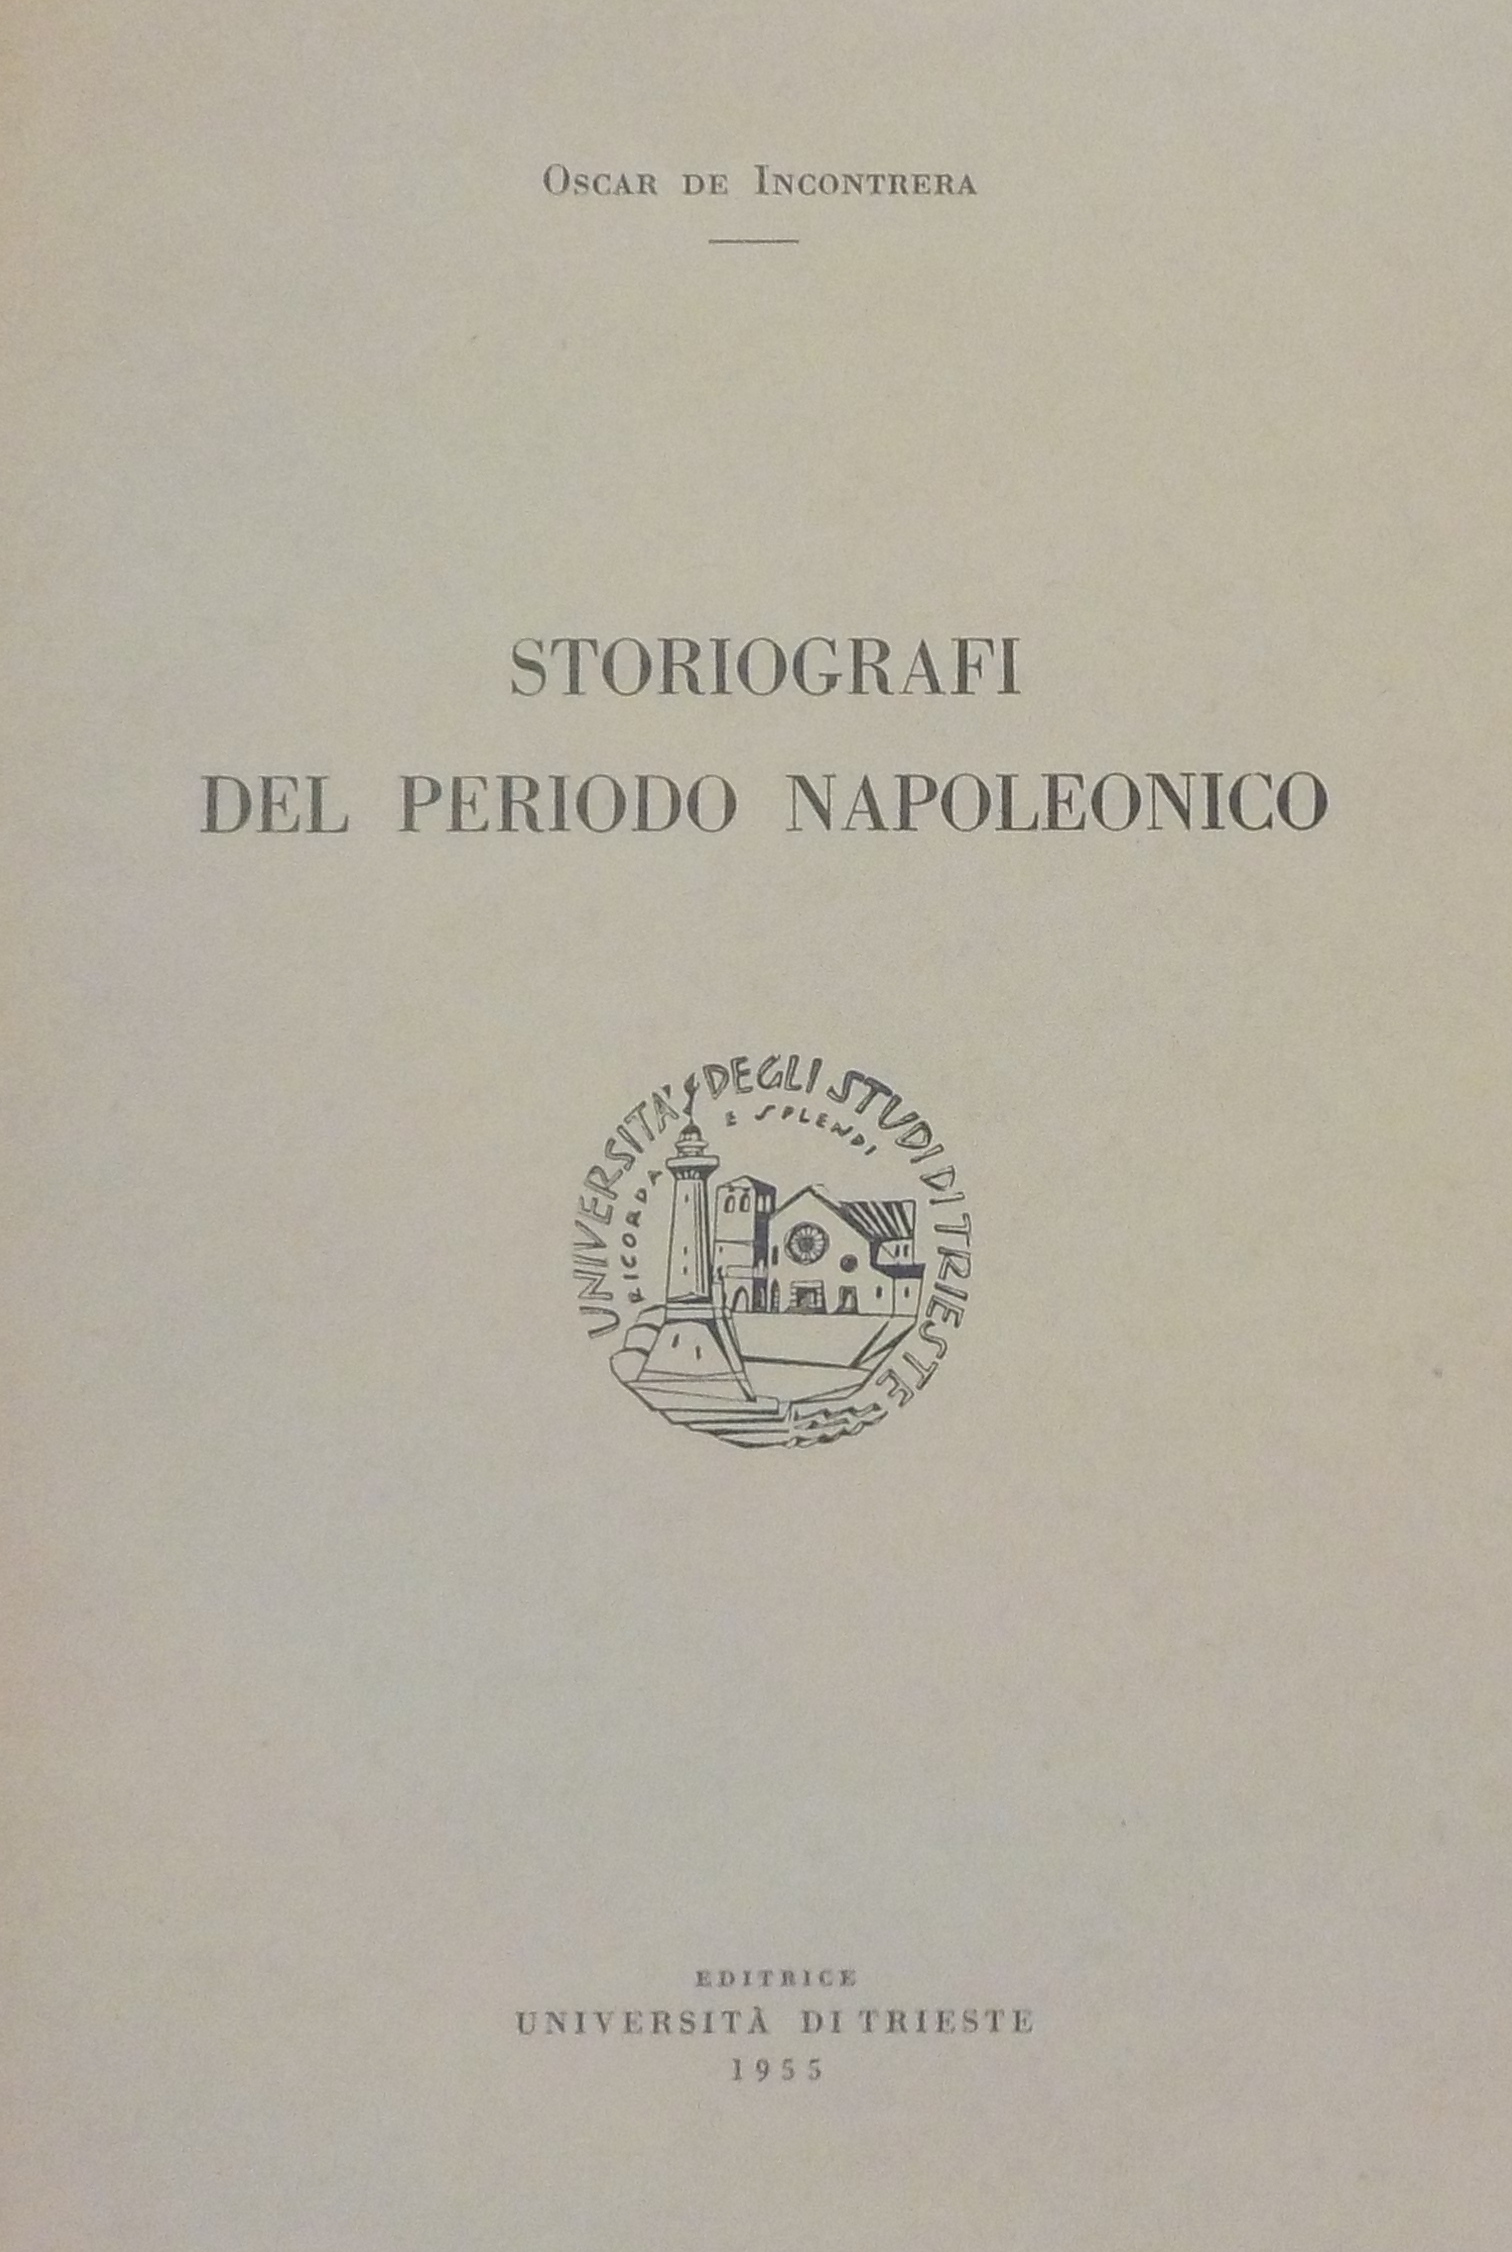 OSCAR DE INCONTRERA
STORIOGRAFI
DEL PERIODO NAPOLEONICO
UNIVERSITA' DEGLI STUDI DI TRIESTE
RICORDA E SPLENDI
EDITRICE
UNIVERSITÀ DI TRIESTE
1955